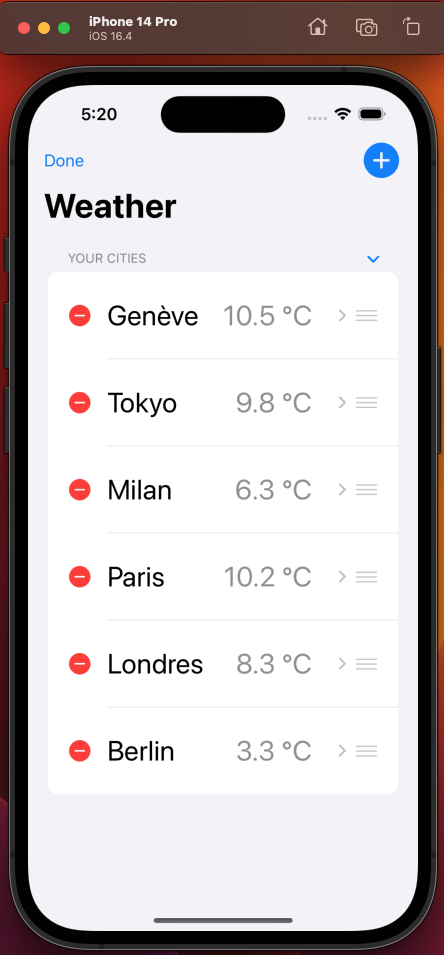 iPhone 14 Pro
iOS 16.4
5:20
Done
Weather
YOUR CITIES
Genève 10.5 °C
Tokyo 9.8 °C
Milan 6.3 °C
Paris 10.2 °C
Londres 8.3 °C
Berlin 3.3 °C